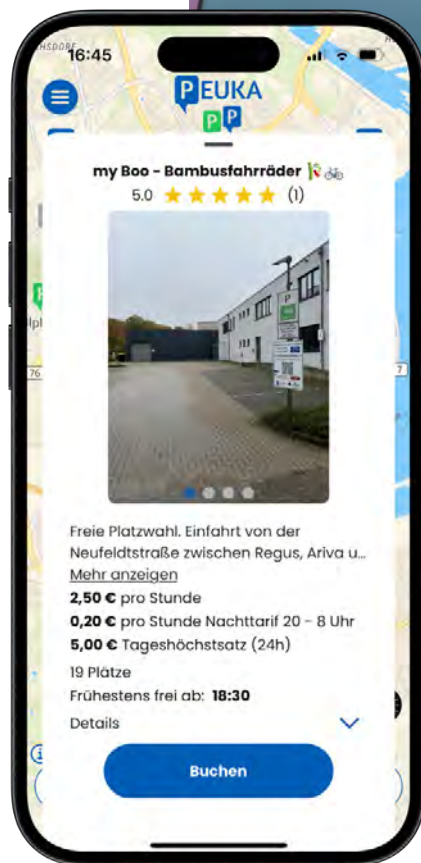 16:45
PEUKA
P P
my Boo - Bambusfahrräder
5.0 (1)
P
Freie Platzwahl. Einfahrt von der
Neufeldtstraße zwischen Regus, Ariva u...
Mehr anzeigen
2,50 € pro Stunde
0,20 € pro Stunde Nachttarif 20 - 8 Uhr
5,00 € Tageshöchstsatz (24h)
19 Plätze
Frühestens frei ab: 18:30
Details
Buchen
76
7